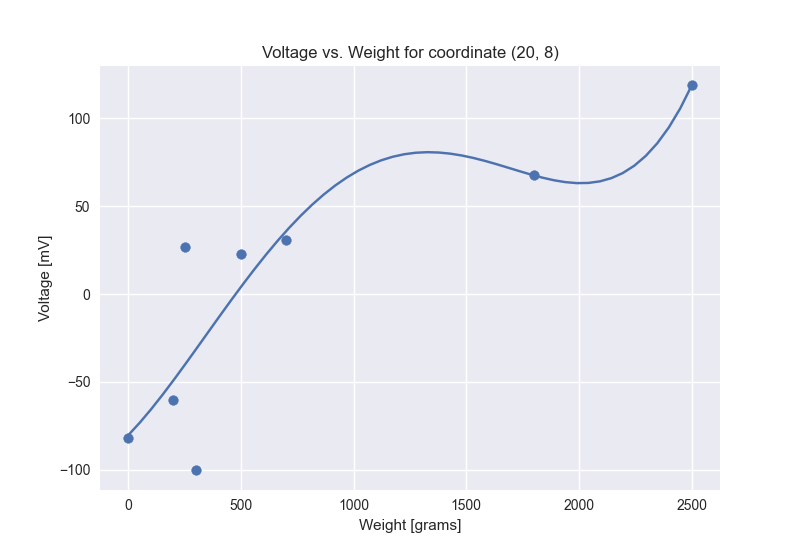 Voltage vs. Weight for coordinate (20, 8)
100
50
0
−50
−100
Voltage [mV]
0 500 1000 1500 2000 2500
Weight [grams]